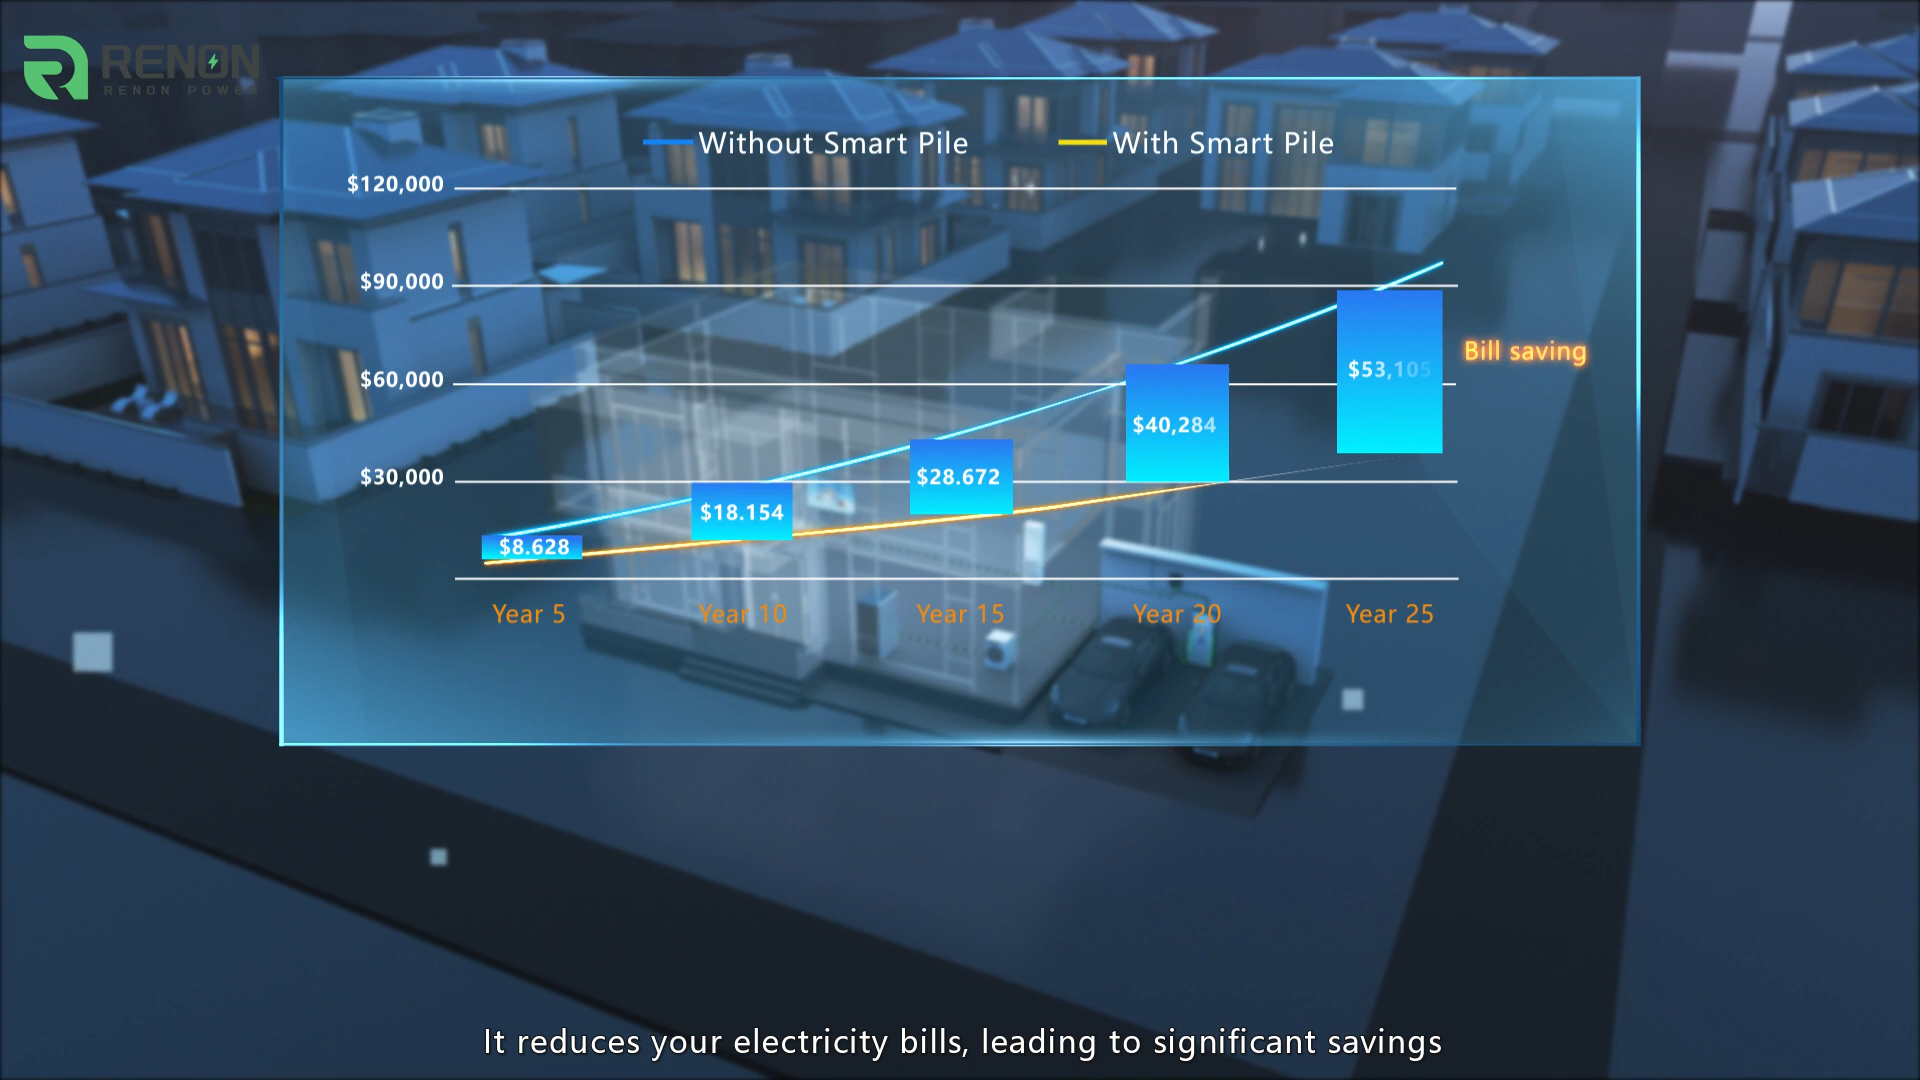 RENON
RENON POWER
Without Smart Pile
With Smart Pile
$120,000
$90,000
$60,000
$30,000
$8.628
$18.154
$28.672
$40,284
$53,105
Bill saving
Year 5
Year 10
Year 15
Year 20
Year 25
It reduces your electricity bills, leading to significant savings